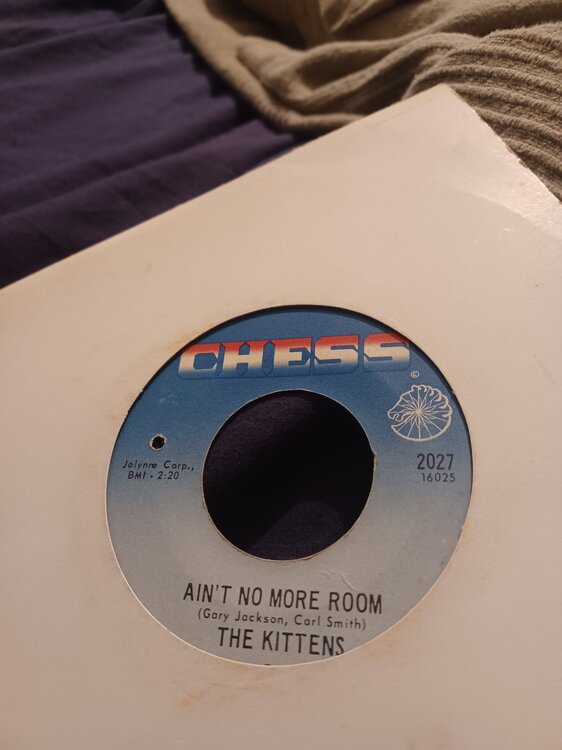 CHESS
©
Jalynne Corp.,
BMI - 2:20
2027
16025
AIN'T NO MORE ROOM
(Gary Jackson, Carl Smith)
THE KITTENS